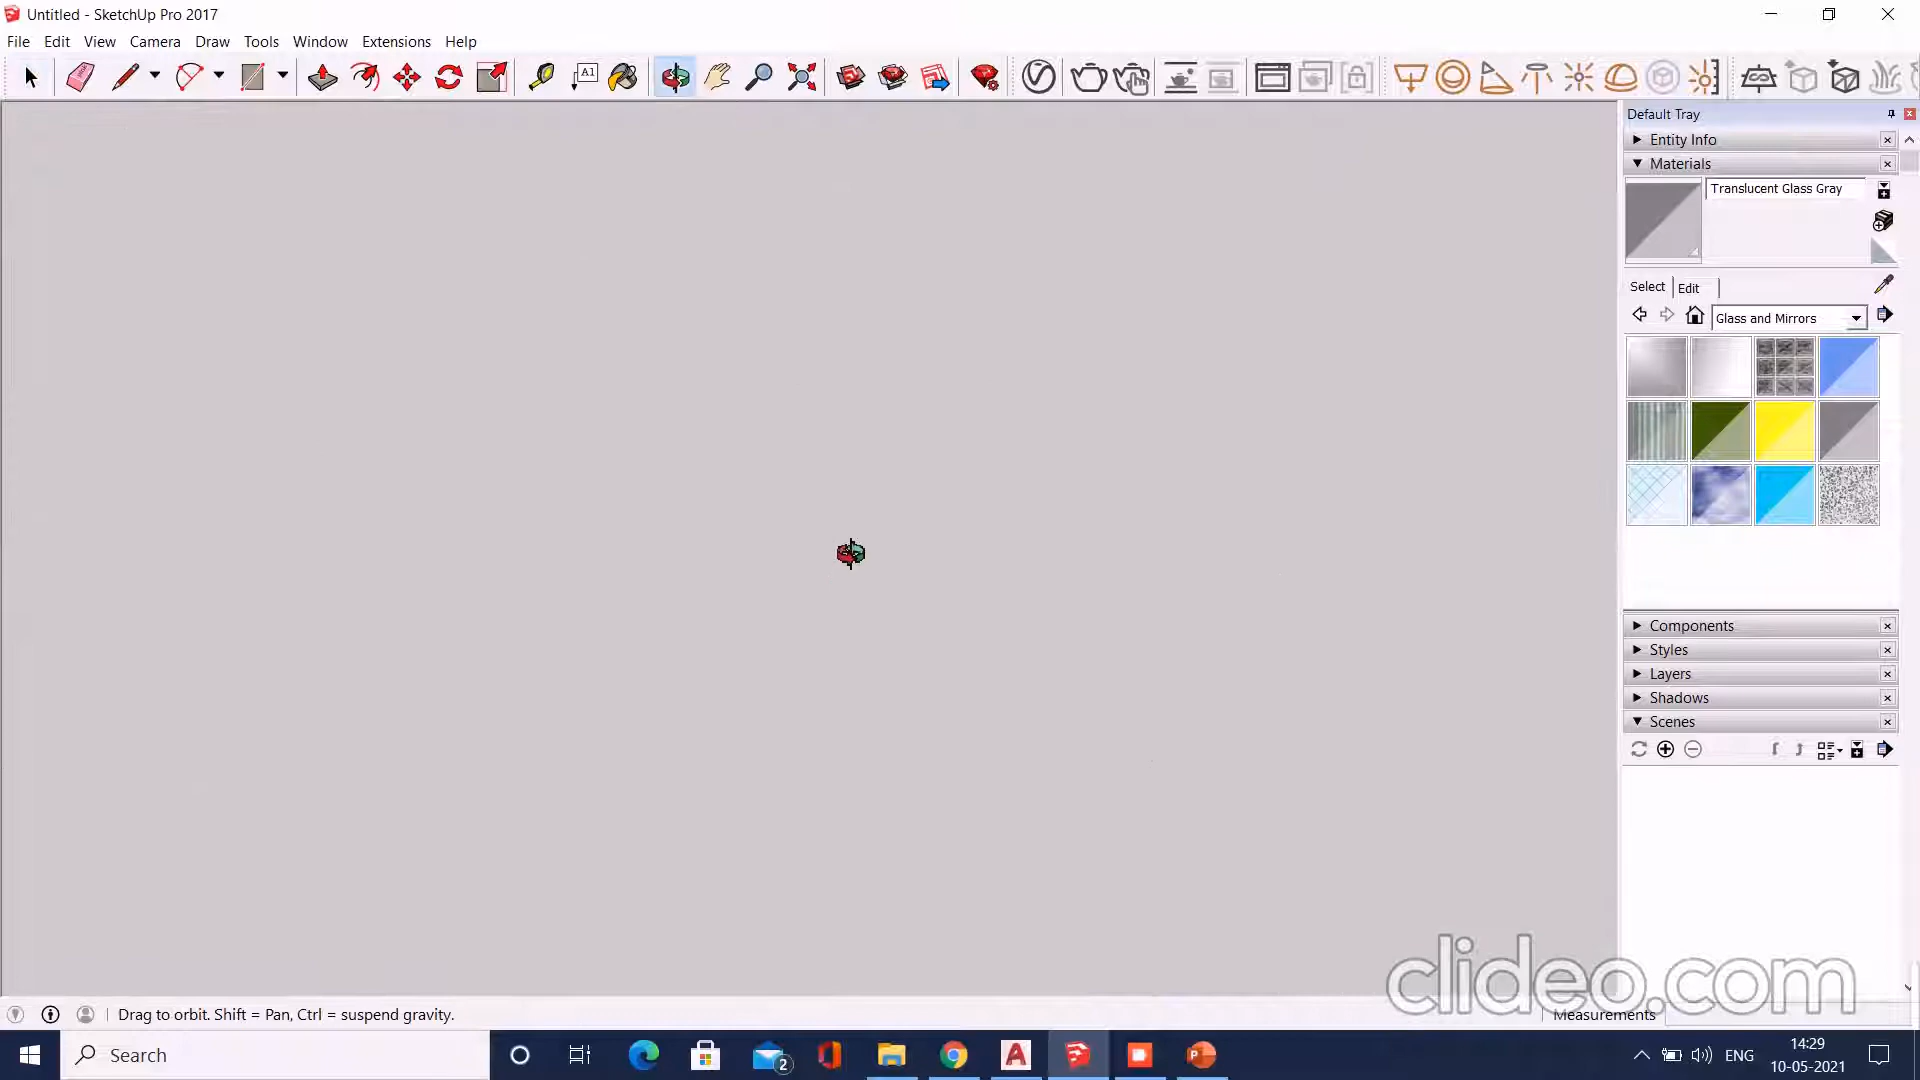 Untitled - SketchUp Pro 2017
File Edit View Camera Draw Tools Window Extensions Help
A1
Default Tray
Entity Info
Materials
Translucent Glass Gray
Select Edit
Glass and Mirrors
Components
Styles
Layers
Shadows
Scenes
clideo.com
Drag to orbit. Shift = Pan, Ctrl = suspend gravity.
Measurements
Search
2
ENG
14:29
10-05-2021